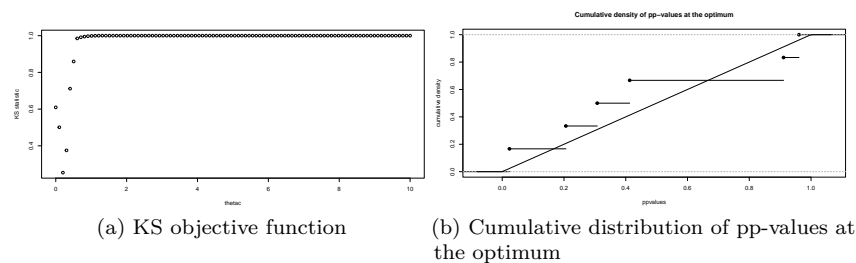 Cumulative density of pp-values at the optimum
KS statistic
0.4 0.6 0.8 1.0
0 2 4 6 8 10
thetac
cumulative density
0.0 0.2 0.4 0.6 0.8 1.0
0.0 0.2 0.4 0.6 0.8 1.0
ppvalues
(a) KS objective function
(b) Cumulative distribution of pp-values at
the optimum